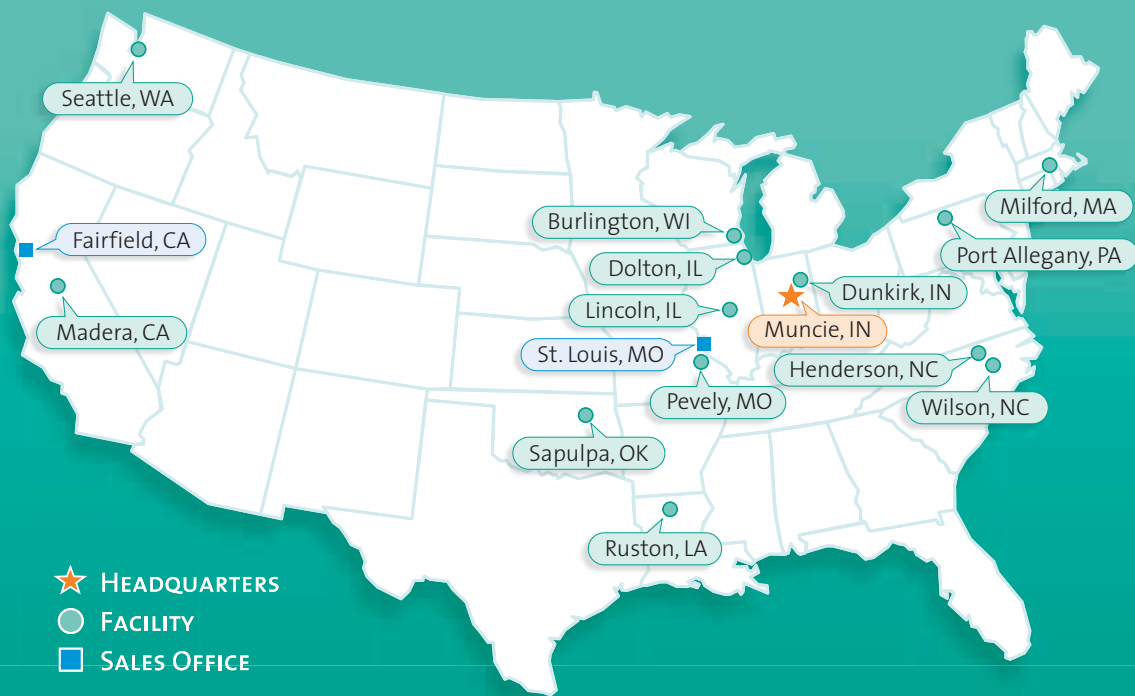 Seattle, WA
Milford, MA
Burlington, WI
Fairfield, CA
Port Allegany, PA
Dolton, IL
Dunkirk, IN
Lincoln, IL
Madera, CA
Muncie, IN
St. Louis, MO
Henderson, NC
Pevely, MO
Wilson, NC
Sapulpa, OK
Ruston, LA
HEADQUARTERS
FACILITY
SALES OFFICE